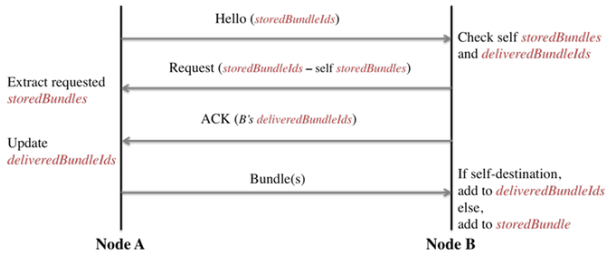 Hello (storedBundleIds)
Check self storedBundles
and deliveredBundleIds
Request (storedBundleIds – self storedBundles)
Extract requested
storedBundles
ACK (B's deliveredBundleIds)
Update
deliveredBundleIds
Bundle(s)
If self-destination,
add to deliveredBundleIds
else,
add to storedBundle
Node A
Node B